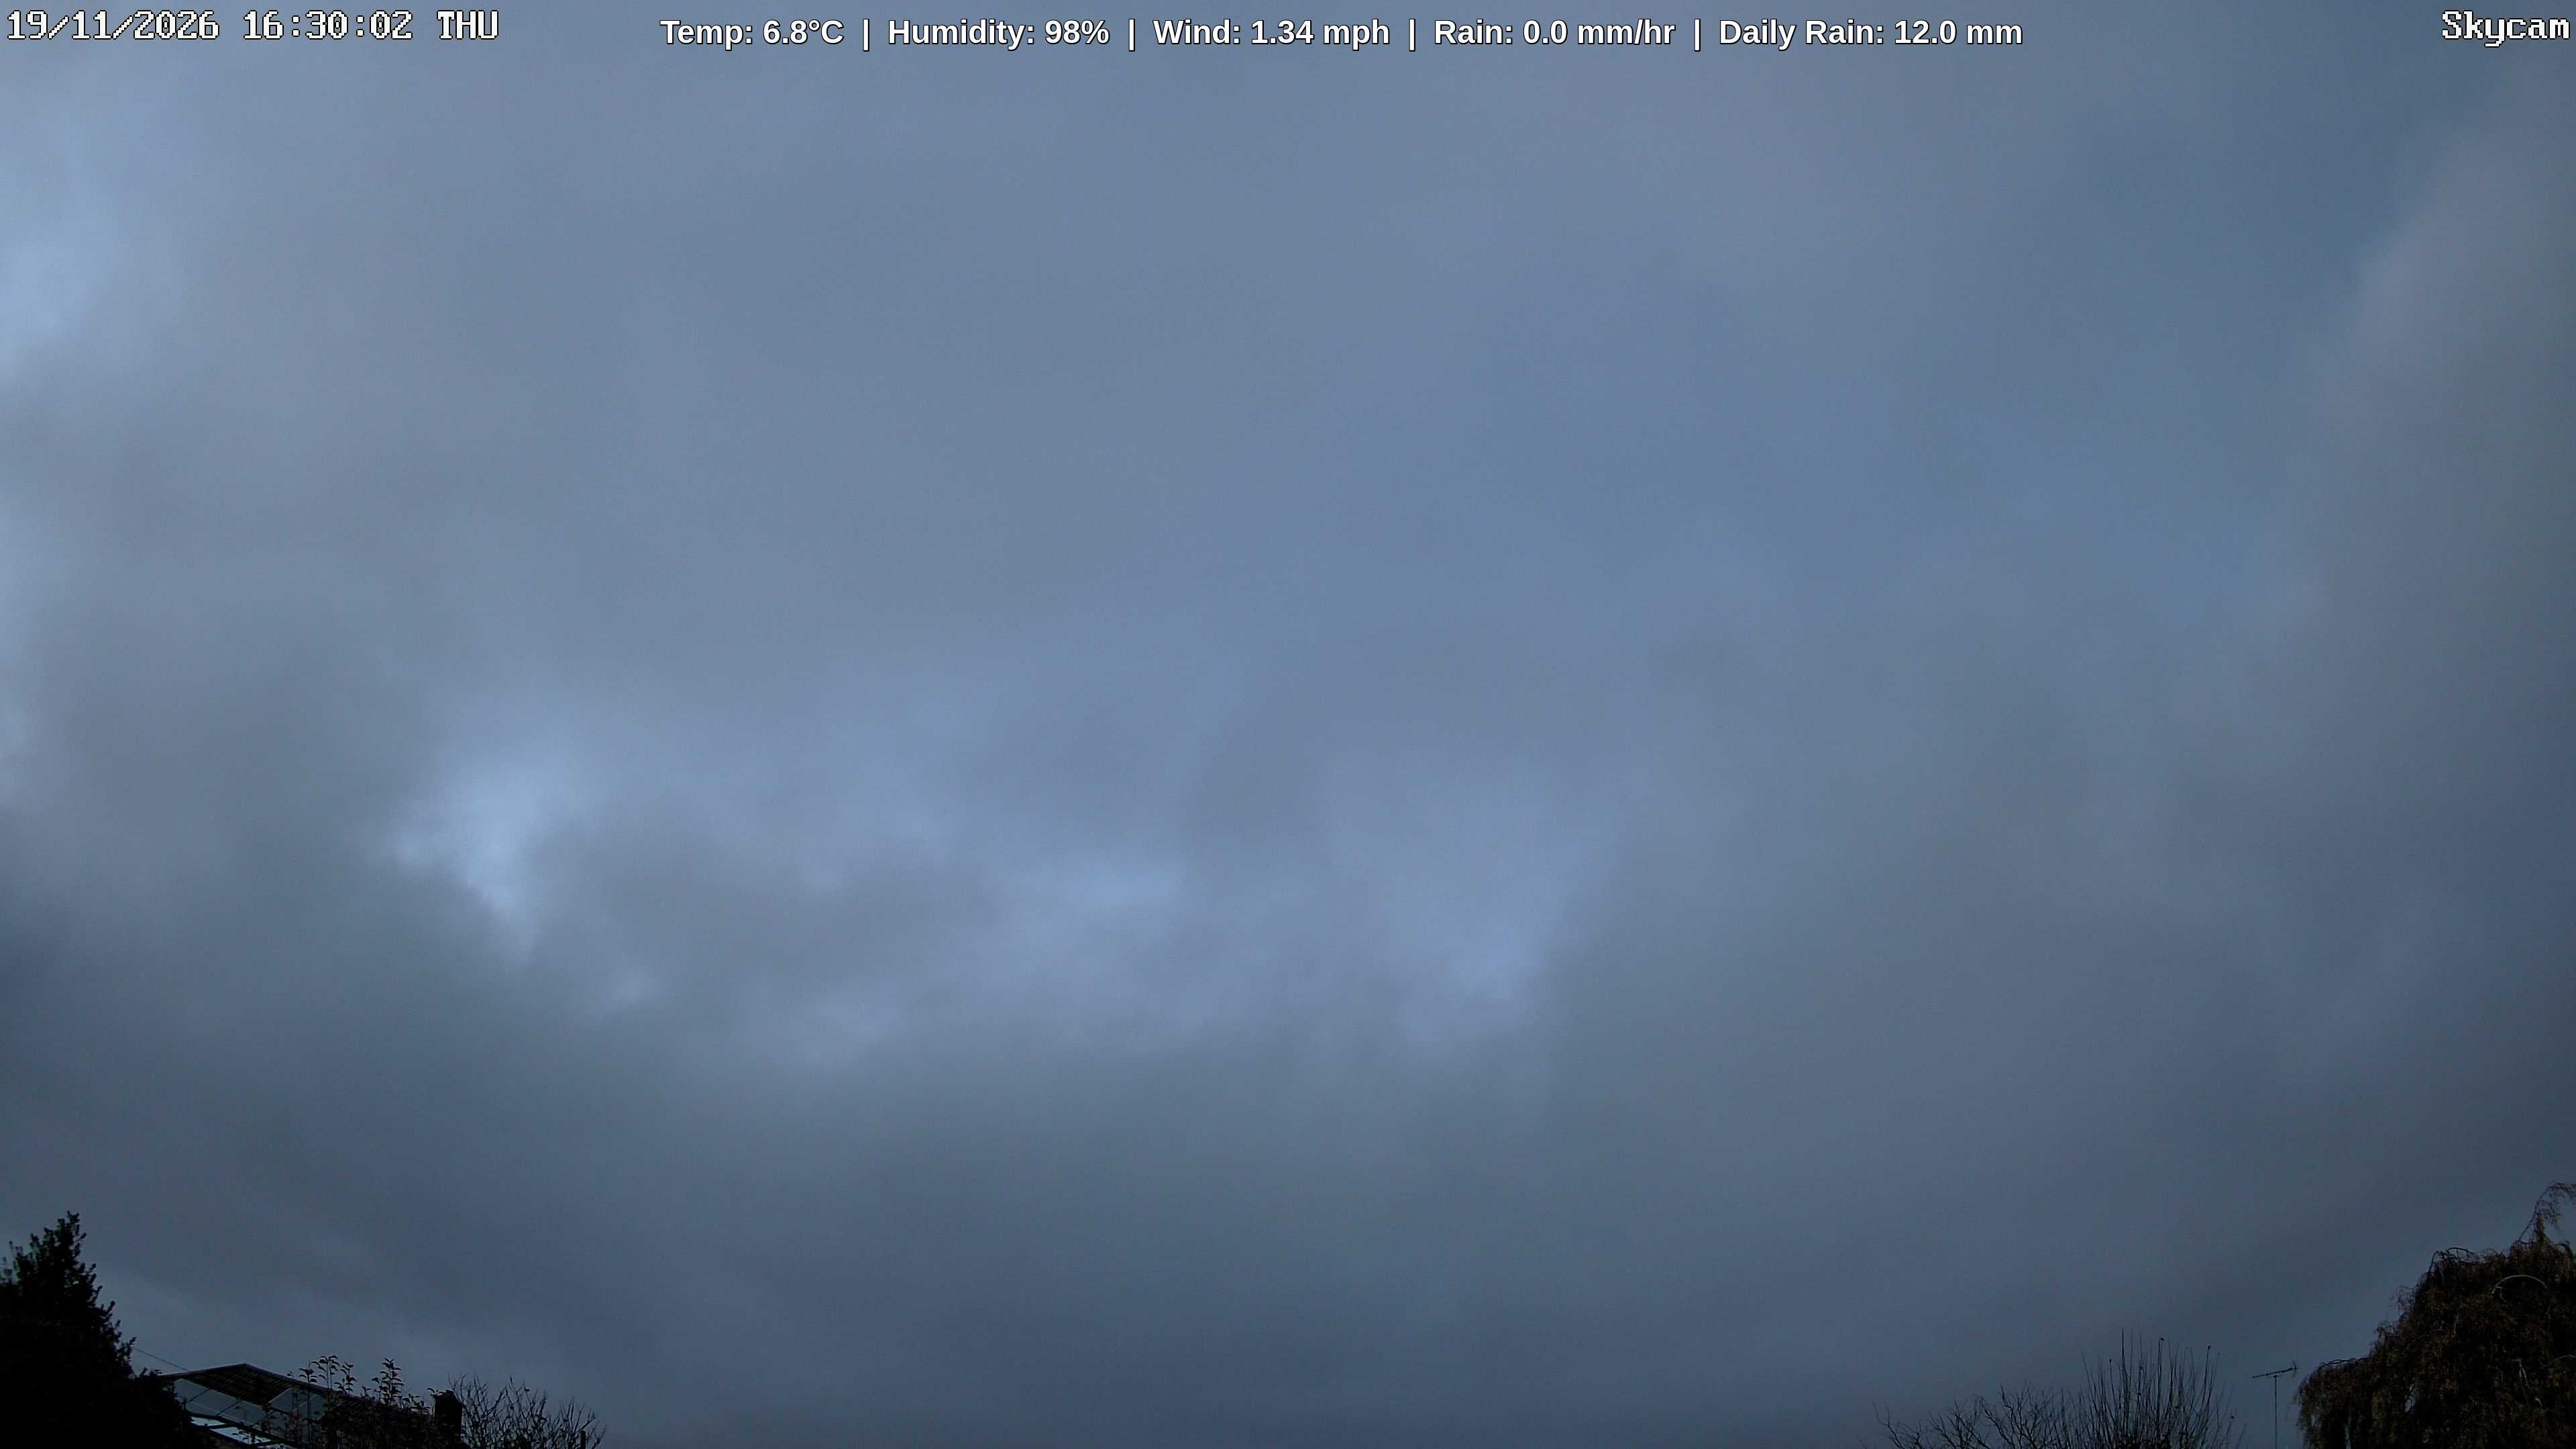 19/11/2026 16:30:02 THU
Temp: 6.8°C | Humidity: 98% | Wind: 1.34 mph | Rain: 0.0 mm/hr | Daily Rain: 12.0 mm
Skycam